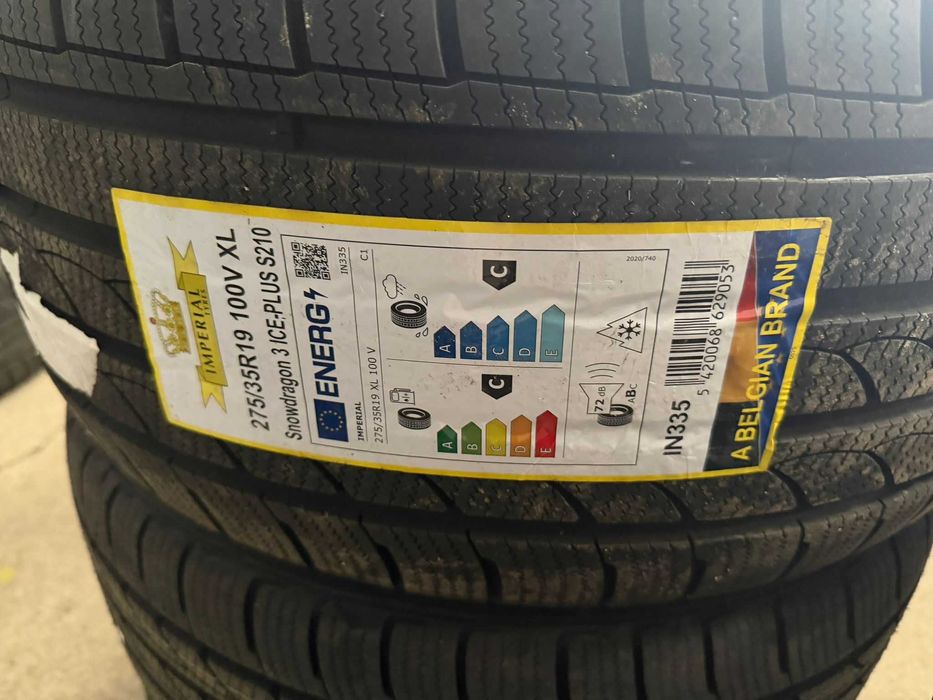 IMPERIAL
TYRES
275/35R19 100V XL
Snowdragon 3 ICE-PLUS S210
ENERG
IMPERIAL
IN335
275/35R19 XL 100 V
C1
A
B
C
D
E
C
A
B
C
D
E
C
72 dB
ABC
2020/740
IN335
5 420068 629053
A BELGIAN BRAND